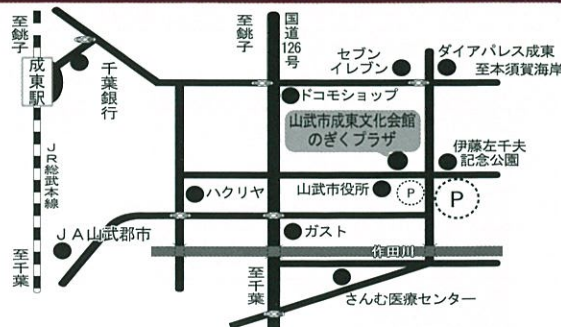 至銚子
成東駅
千葉銀行
JR総武本線
至千葉
JA山武郡市
至銚子
国道126号
セブン
イレブン
ダイアパレス成東
至本須賀海岸
ドコモショップ
山武市成東文化会館
のぎくプラザ
伊藤左千夫
記念公園
ハクリヤ
山武市役所
P
P
ガスト
作田川
至千葉
さんむ医療センター